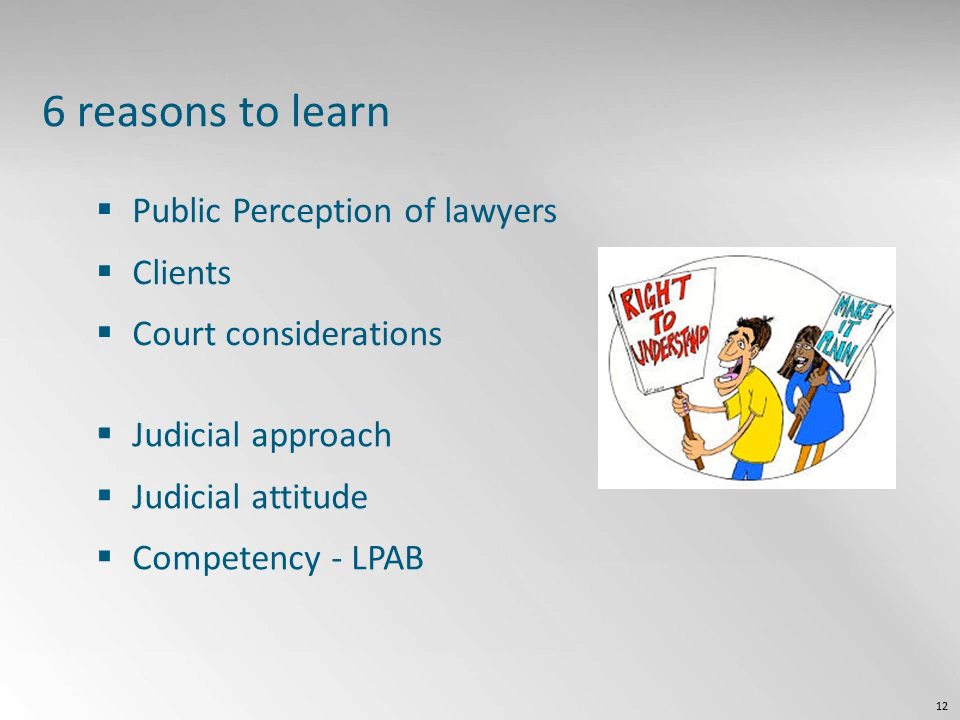 6 reasons to learn
▪ Public Perception of lawyers
▪ Clients
▪ Court considerations
▪ Judicial approach
▪ Judicial attitude
▪ Competency - LPAB
RIGHT
TO
UNDERSTAND
MAKE
IT
PLAIN
12